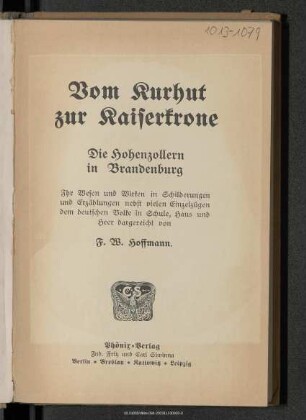 1013-1079
Vom Kurhut
zur Kaiserkrone
Die Hohenzollern
in Brandenburg
Ihr Wesen und Wirken in Schilderungen
und Erzählungen nebst vielen Einzelzügen
dem deutschen Volke in Schule, Haus und
Heer dargereicht von
F. W. Hoffmann.
Phönix-Verlag
Inh. Fritz und Carl Siwinna
Berlin • Breslau • Kattowitz • Leipzig